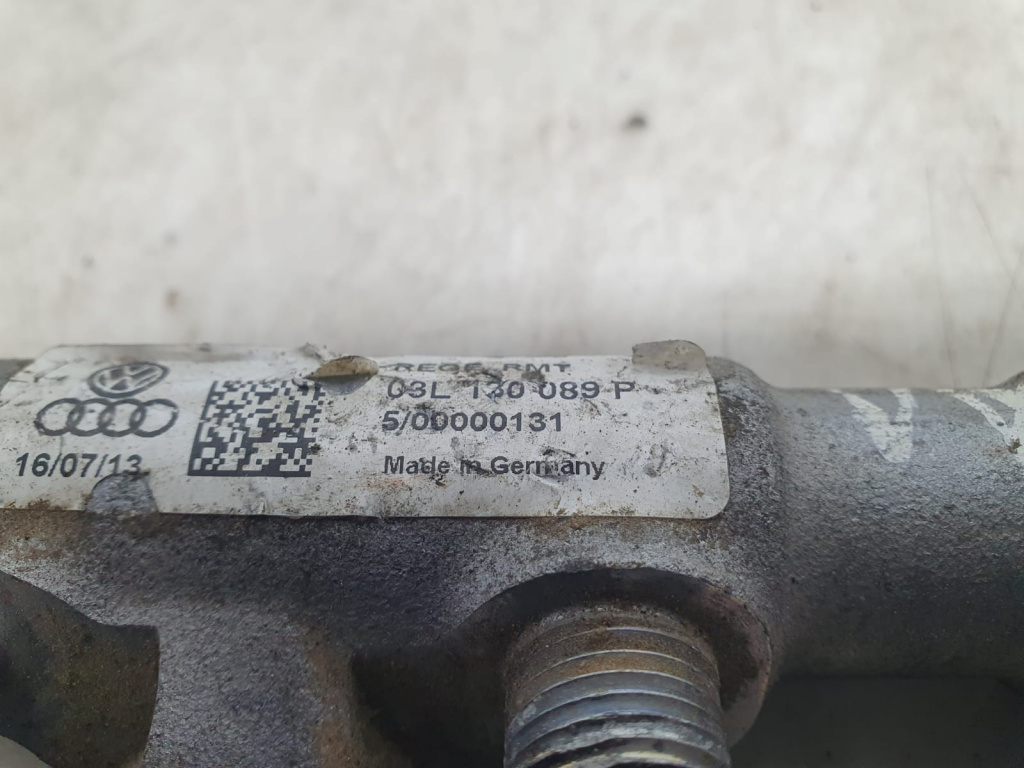 03L 130 089 P
5/00000131
Made in Germany
16/07/13